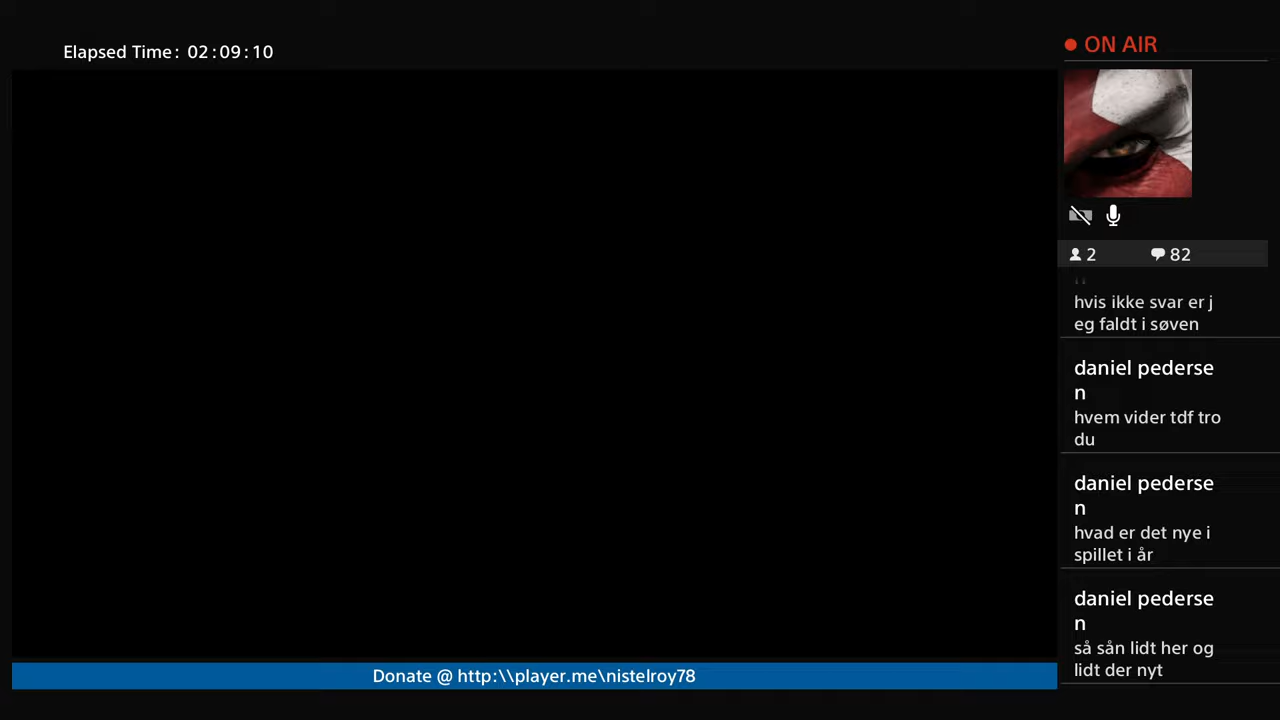 Elapsed Time: 02:09:10
ON AIR
2 82
hvis ikke svar er j
eg faldt i søven
daniel pederse
n
hvem vider tdf tro
du
daniel pederse
n
hvad er det nye i
spillet i år
daniel pederse
n
så sån lidt her og
lidt der nyt
Donate @ http:\\player.me\nistelroy78